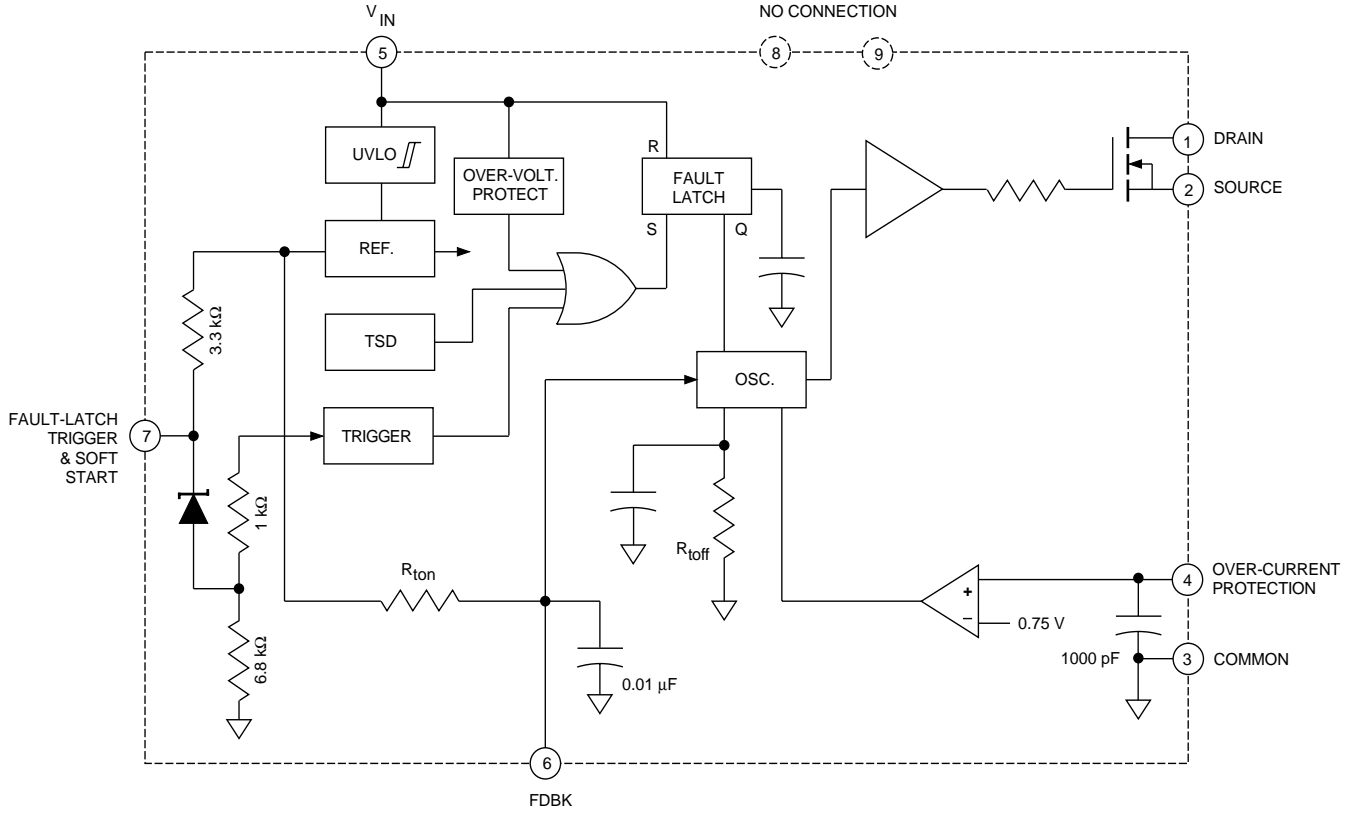 V IN
NO CONNECTION
5
8
9
UVLO
OVER-VOLT.
PROTECT
R
FAULT
LATCH
S
Q
1
DRAIN
2
SOURCE
REF.
3.3 kΩ
TSD
OSC.
FAULT-LATCH
TRIGGER
& SOFT
START
7
TRIGGER
1 kΩ
Rtoff
Rton
+
–
0.75 V
4
OVER-CURRENT
PROTECTION
6.8 kΩ
0.01 µF
1000 pF
3
COMMON
6
FDBK